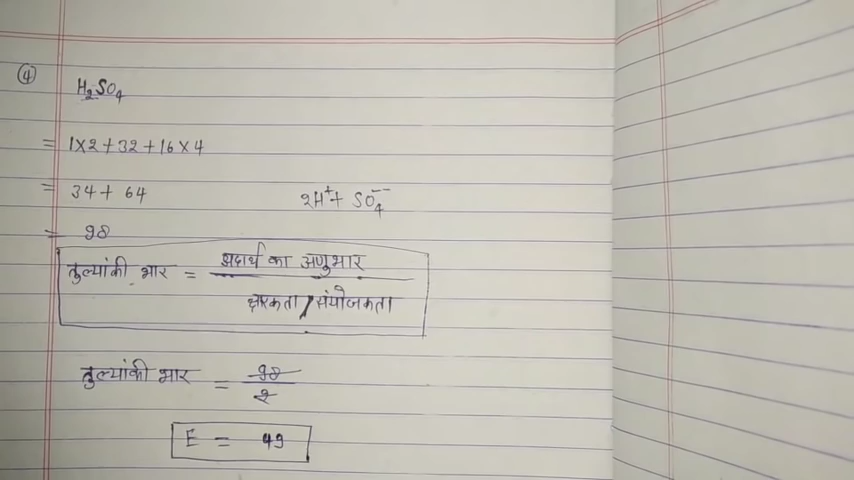 ④ H₂SO₄
= 1×2+32+16×4
= 34+ 64
2H⁺+ SO₄⁻⁻
= 98
तुल्यांकी भार = पदार्थ का अणुभार / क्षारकता / संयोजकता
तुल्यांकी भार = 98 / 2
E = 49